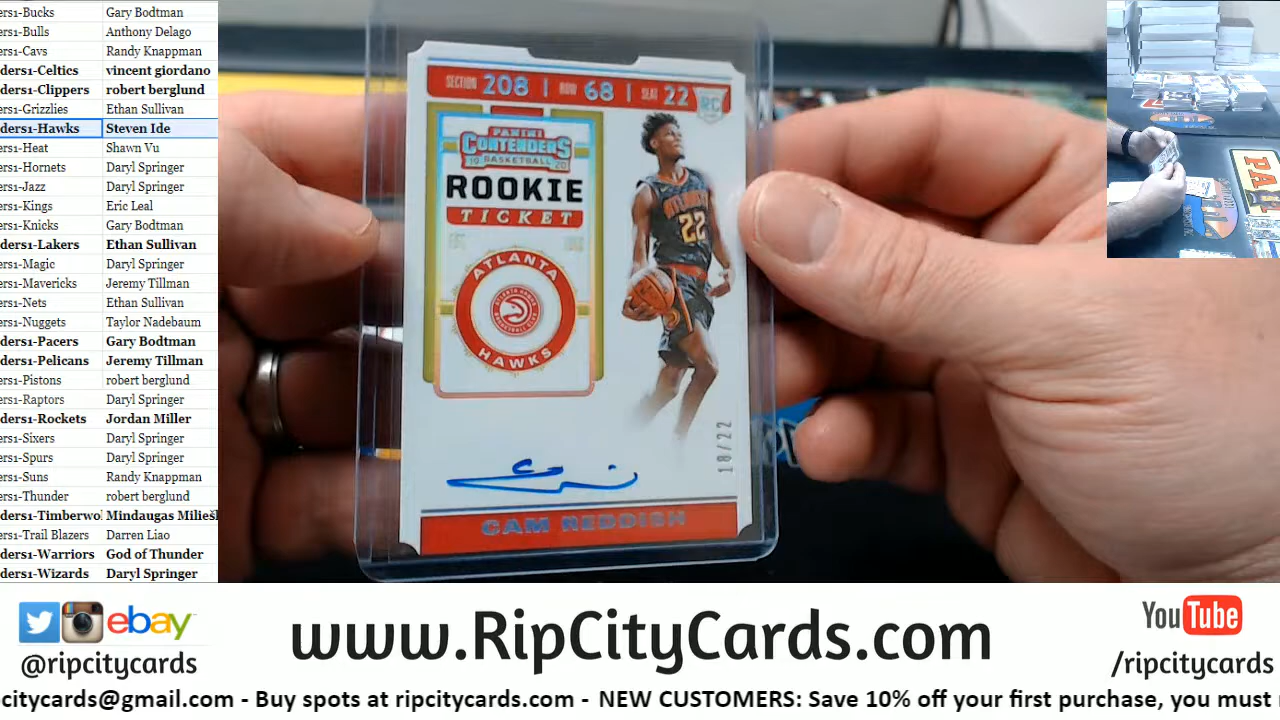 ers1-Bucks Gary Bodtman
ers1-Bulls Anthony Delago
ers1-Cavs Randy Knappman
ders1-Celtics vincent giordano
ders1-Clippers robert berglund
ers1-Grizzlies Ethan Sullivan
ders1-Hawks Steven Ide
ers1-Heat Shawn Vu
ers1-Hornets Daryl Springer
ers1-Jazz Daryl Springer
ers1-Kings Eric Leal
ers1-Knicks Gary Bodtman
ders1-Lakers Ethan Sullivan
ers1-Magic Daryl Springer
ers1-Mavericks Jeremy Tillman
ers1-Nets Ethan Sullivan
ers1-Nuggets Taylor Nadebaum
ders1-Pacers Gary Bodtman
ders1-Pelicans Jeremy Tillman
ers1-Pistons robert berglund
ers1-Raptors Daryl Springer
ders1-Rockets Jordan Miller
ers1-Sixers Daryl Springer
ers1-Spurs Daryl Springer
ers1-Suns Randy Knappman
ers1-Thunder robert berglund
ders1-Timberwol Mindaugas Milieš
ers1-Trail Blazers Darren Liao
ders1-Warriors God of Thunder
ders1-Wizards Daryl Springer
SECTION 208 | ROW 68 | SEAT 22 RC
PANINI
CONTENDERS
19 BASKETBALL 20
ROOKIE
TICKET
ATLANTA
HAWKS
ATLANTA
22
18/22
CAM REDDISH
ebay
@ripcitycards
www.RipCityCards.com
YouTube
/ripcitycards
citycards@gmail.com - Buy spots at ripcitycards.com - NEW CUSTOMERS: Save 10% off your first purchase, you must